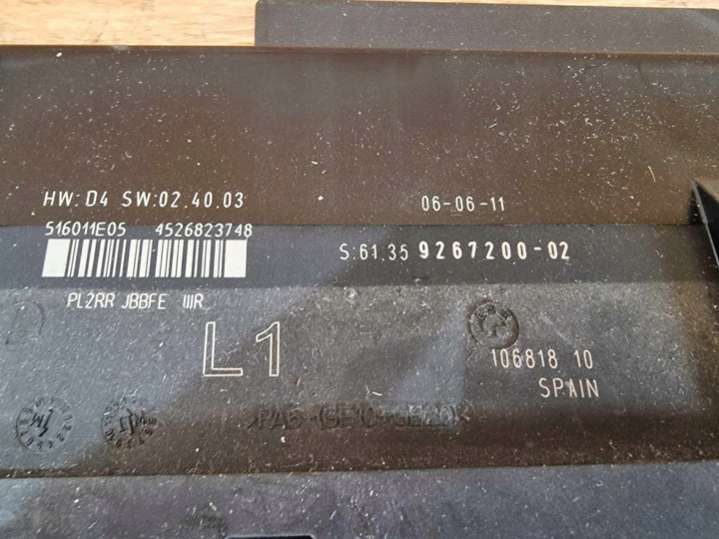 HW: D4 SW:02.40.03
06-06-11
516011E05 4526823748
S:61.35 9267200-02
PL2RR JBBFE IIIR
L1
106818 10
SPAIN